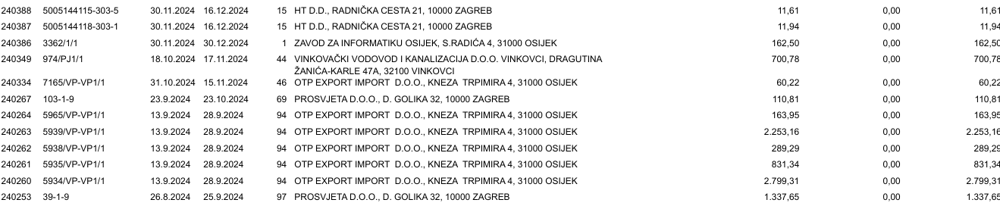 240388 5005144115-303-5 30.11.2024 16.12.2024 15 HT D.D., RADNIČKA CESTA 21, 10000 ZAGREB 11,61 0,00 11,61
240387 5005144118-303-1 30.11.2024 16.12.2024 15 HT D.D., RADNIČKA CESTA 21, 10000 ZAGREB 11,94 0,00 11,94
240386 3362/1/1 30.11.2024 30.12.2024 1 ZAVOD ZA INFORMATIKU OSIJEK, S.RADIĆA 4, 31000 OSIJEK 162,50 0,00 162,50
240349 974/PJ1/1 18.10.2024 17.11.2024 44 VINKOVAČKI VODOVOD I KANALIZACIJA D.O.O. VINKOVCI, DRAGUTINA 700,78 0,00 700,78
ŽANIĆA-KARLE 47A, 32100 VINKOVCI
240334 7165/VP-VP1/1 31.10.2024 15.11.2024 46 OTP EXPORT IMPORT D.O.O., KNEZA TRPIMIRA 4, 31000 OSIJEK 60,22 0,00 60,22
240267 103-1-9 23.9.2024 23.10.2024 69 PROSVJETA D.O.O., D. GOLIKA 32, 10000 ZAGREB 110,81 0,00 110,81
240264 5965/VP-VP1/1 13.9.2024 28.9.2024 94 OTP EXPORT IMPORT D.O.O., KNEZA TRPIMIRA 4, 31000 OSIJEK 163,95 0,00 163,95
240263 5939/VP-VP1/1 13.9.2024 28.9.2024 94 OTP EXPORT IMPORT D.O.O., KNEZA TRPIMIRA 4, 31000 OSIJEK 2.253,16 0,00 2.253,16
240262 5938/VP-VP1/1 13.9.2024 28.9.2024 94 OTP EXPORT IMPORT D.O.O., KNEZA TRPIMIRA 4, 31000 OSIJEK 289,29 0,00 289,29
240261 5935/VP-VP1/1 13.9.2024 28.9.2024 94 OTP EXPORT IMPORT D.O.O., KNEZA TRPIMIRA 4, 31000 OSIJEK 831,34 0,00 831,34
240260 5934/VP-VP1/1 13.9.2024 28.9.2024 94 OTP EXPORT IMPORT D.O.O., KNEZA TRPIMIRA 4, 31000 OSIJEK 2.799,31 0,00 2.799,31
240253 39-1-9 26.8.2024 25.9.2024 97 PROSVJETA D.O.O., D. GOLIKA 32, 10000 ZAGREB 1.337,65 0,00 1.337,65